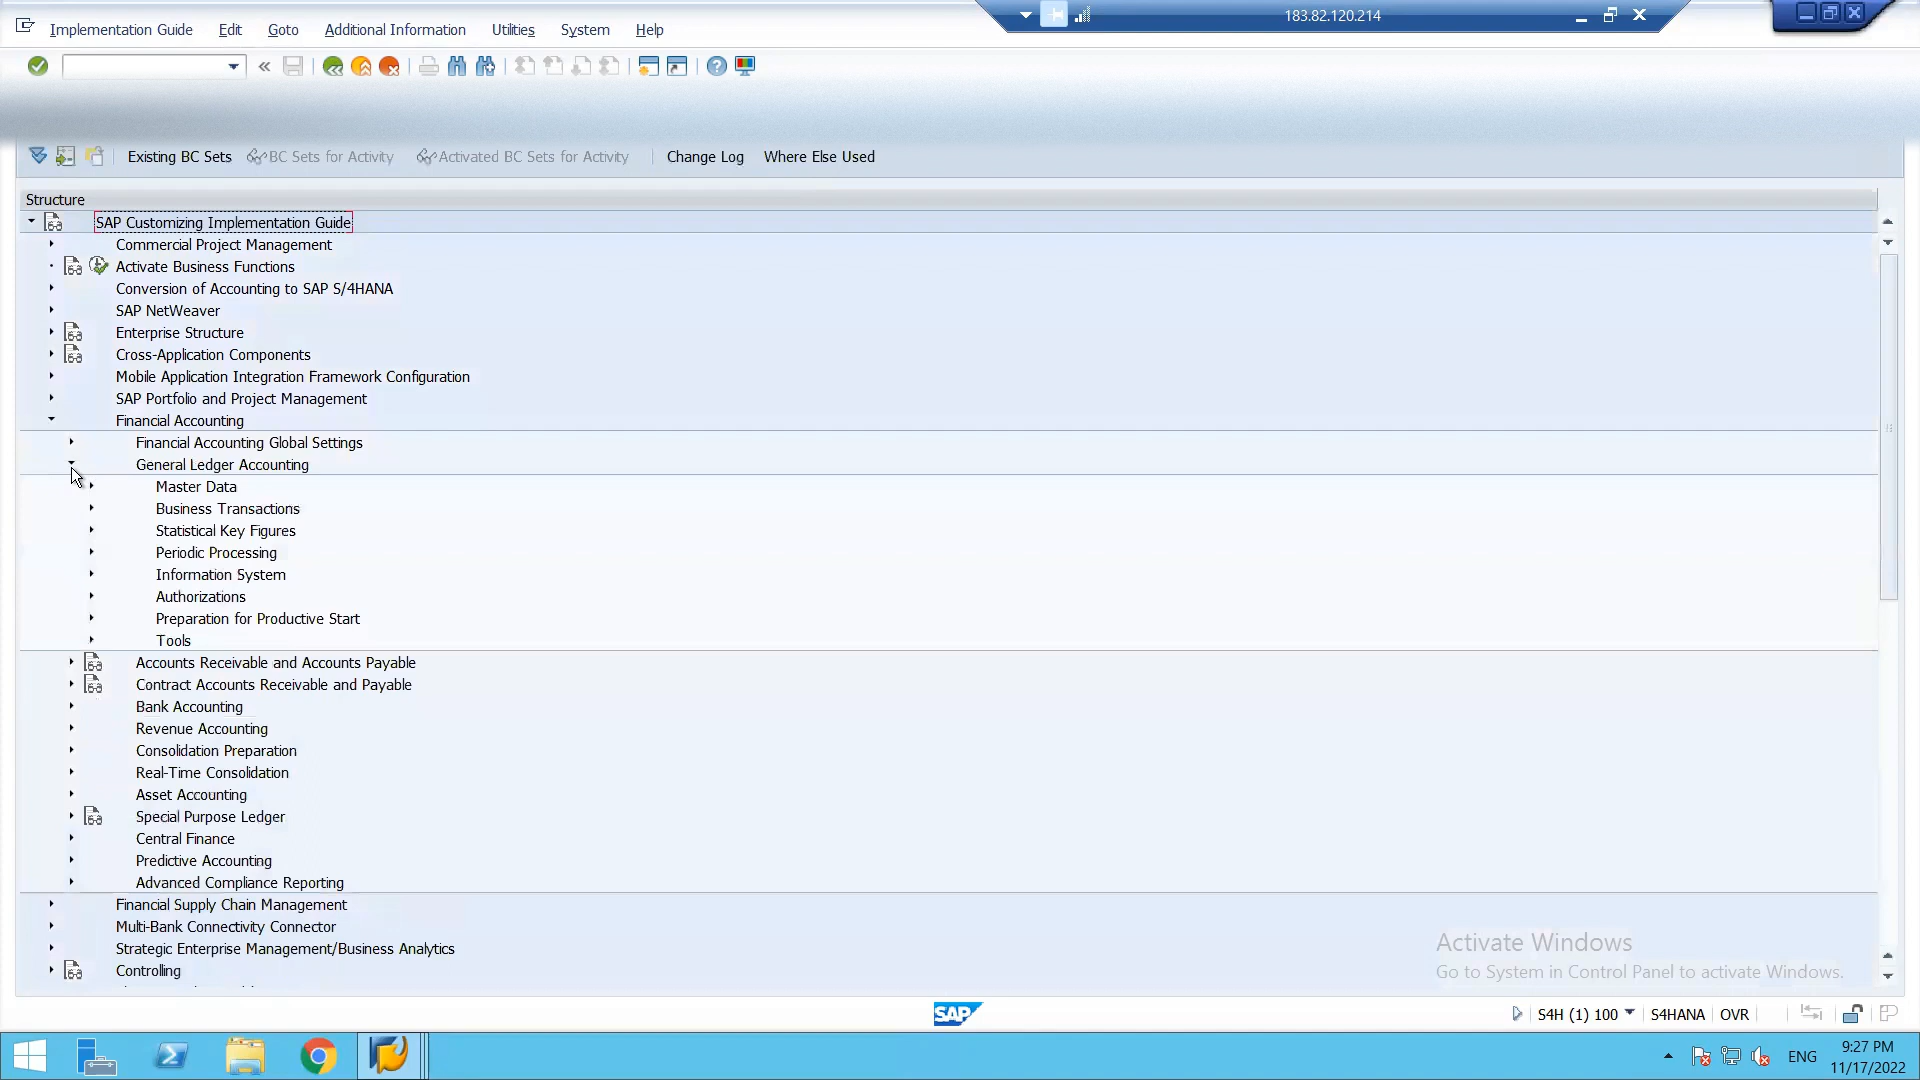 183.82.120.214
Implementation Guide Edit Goto Additional Information Utilities System Help
Existing BC Sets BC Sets for Activity Activated BC Sets for Activity Change Log Where Else Used
Structure
SAP Customizing Implementation Guide
Commercial Project Management
Activate Business Functions
Conversion of Accounting to SAP S/4HANA
SAP NetWeaver
Enterprise Structure
Cross-Application Components
Mobile Application Integration Framework Configuration
SAP Portfolio and Project Management
Financial Accounting
Financial Accounting Global Settings
General Ledger Accounting
Master Data
Business Transactions
Statistical Key Figures
Periodic Processing
Information System
Authorizations
Preparation for Productive Start
Tools
Accounts Receivable and Accounts Payable
Contract Accounts Receivable and Payable
Bank Accounting
Revenue Accounting
Consolidation Preparation
Real-Time Consolidation
Asset Accounting
Special Purpose Ledger
Central Finance
Predictive Accounting
Advanced Compliance Reporting
Financial Supply Chain Management
Multi-Bank Connectivity Connector
Strategic Enterprise Management/Business Analytics
Controlling
Activate Windows
Go to System in Control Panel to activate Windows.
SAP
S4H (1) 100 S4HANA OVR
ENG
9:27 PM
11/17/2022